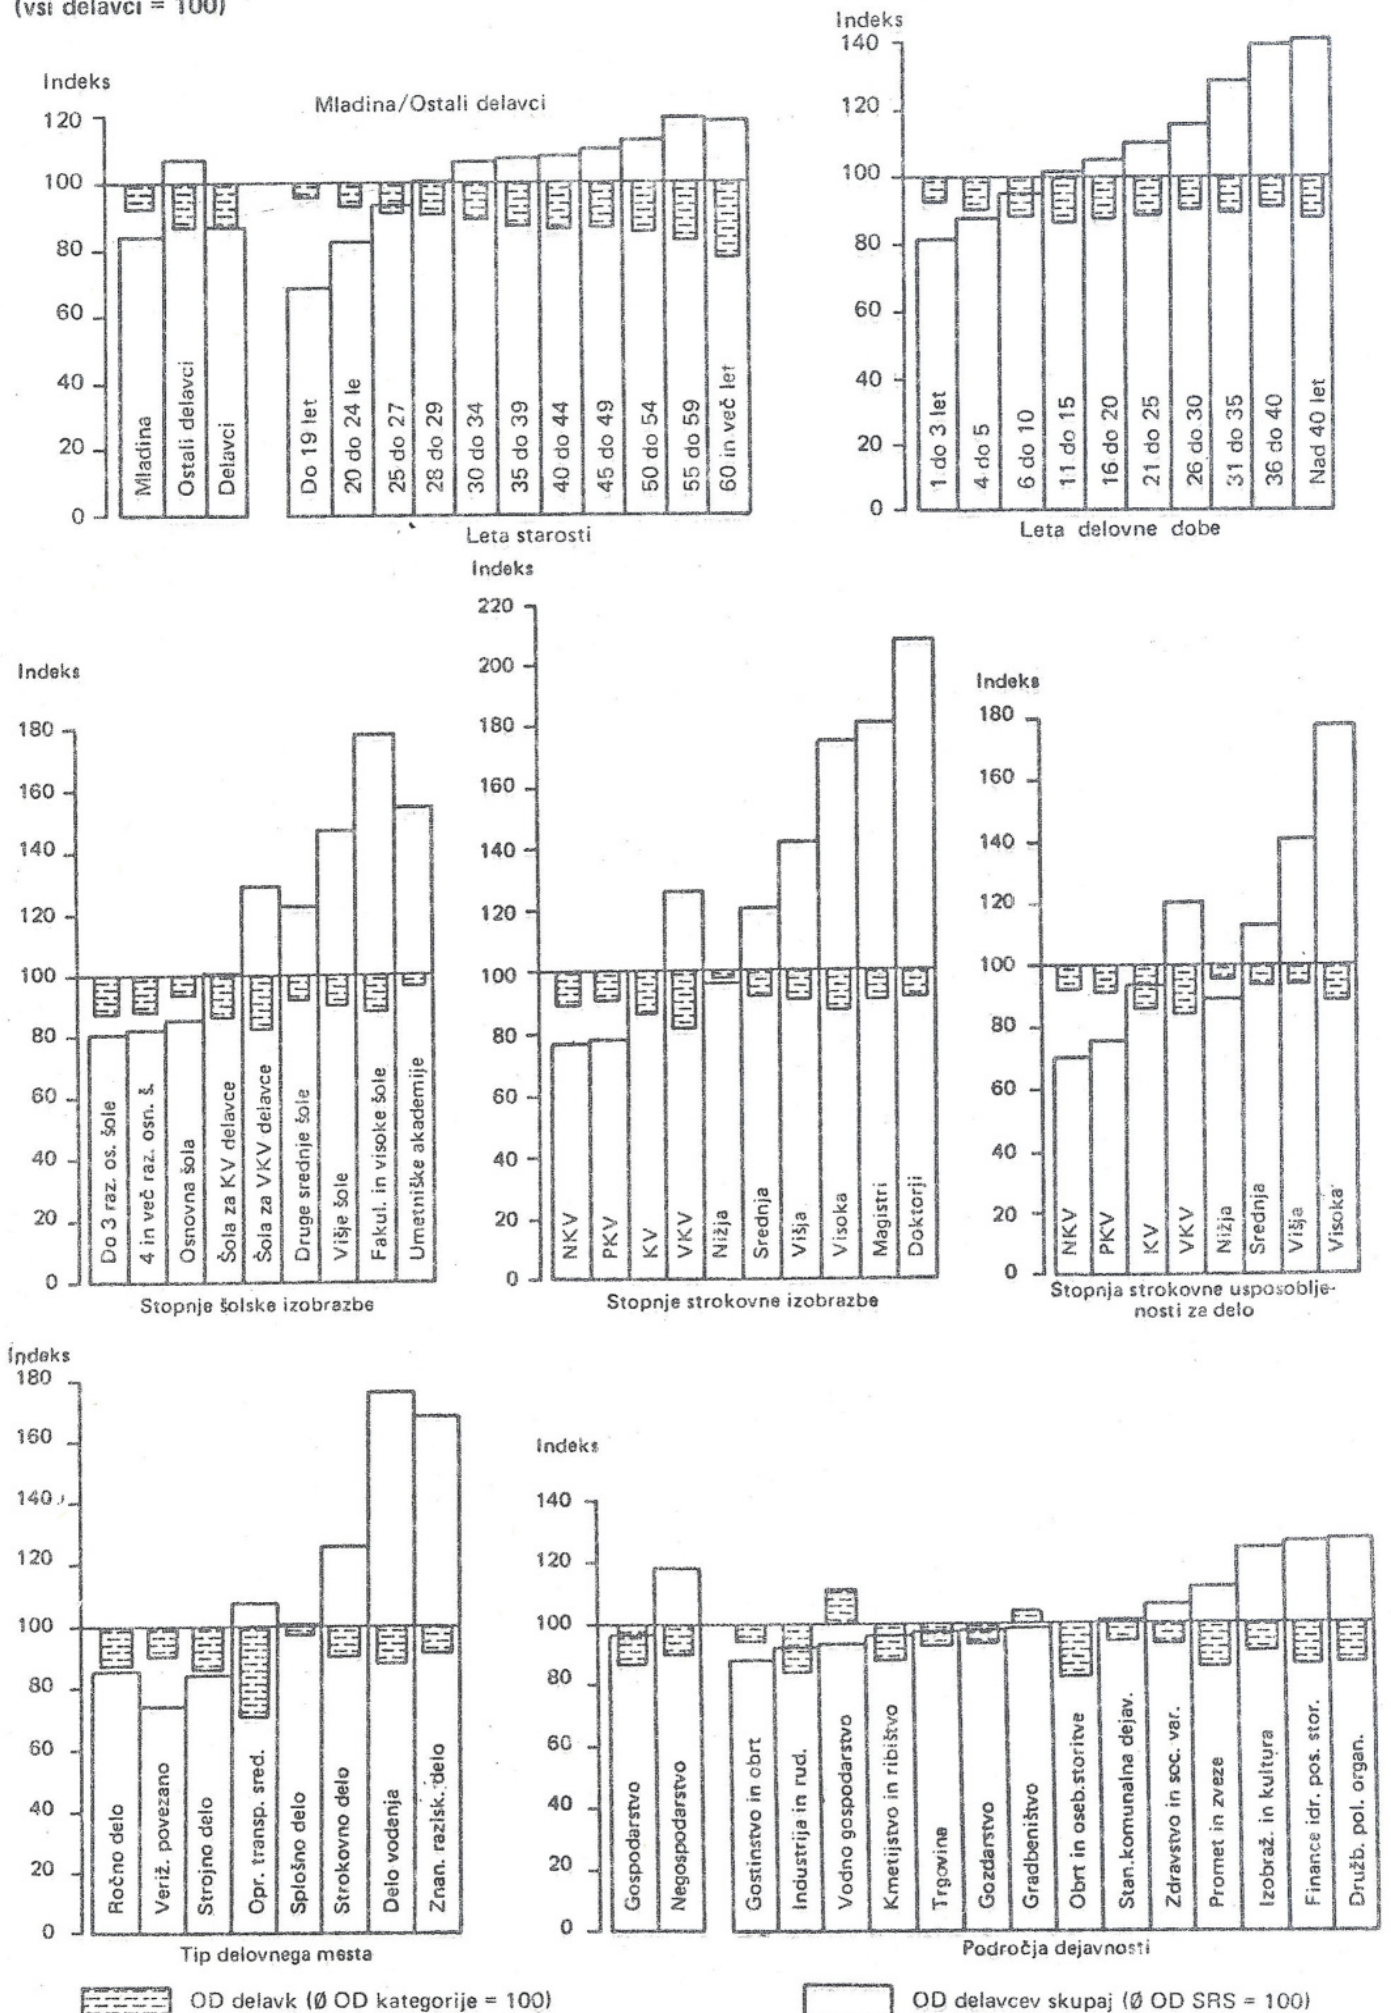 (vsi delavci = 100)
Indeks
Mladina/Ostali delavci
120
100
80
60
40
20
0
Mladina
Ostali delavci
Delavci
Do 19 let
20 do 24 le
25 do 27
28 do 29
30 do 34
35 do 39
40 do 44
45 do 49
50 do 54
55 do 59
60 in več let
Leta starosti
Indeks
140
120
100
80
60
40
20
0
1 do 3 let
4 do 5
6 do 10
11 do 15
16 do 20
21 do 25
26 do 30
31 do 35
36 do 40
Nad 40 let
Leta delovne dobe
Indeks
180
160
140
120
100
80
60
40
20
0
Do 3 raz. os. šole
4 in več raz. osn. š.
Osnovna šola
Šola za KV delavce
Šola za VKV delavce
Druge srednje šole
Višje šole
Fakul. in visoke šole
Umetniške akademije
Stopnje šolske izobrazbe
Indeks
220
200
180
160
140
120
100
80
60
40
20
0
NKV
PKV
KV
VKV
Nižja
Srednja
Višja
Visoka
Magistri
Doktorji
Stopnje strokovne izobrazbe
Indeks
180
160
140
120
100
80
60
40
20
0
NKV
PKV
KV
VKV
Nižja
Srednja
Višja
Visoka
Stopnja strokovne usposoblje-
nosti za delo
Indeks
180
160
140
120
100
80
60
40
20
0
Ročno delo
Veriž. povezano
Strojno delo
Opr. transp. sred.
Splošno delo
Strokovno delo
Delo vodenja
Znan. razisk. delo
Tip delovnega mesta
Indeks
140
120
100
80
60
40
20
0
Gospodarstvo
Negospodarstvo
Gostinstvo in obrt
Industrija in rud.
Vodno gospodarstvo
Kmetijstvo in ribištvo
Trgovina
Gozdarstvo
Gradbeništvo
Obrt in oseb.storitve
Stan.komunalna dejav.
Zdravstvo in soc. var.
Promet in zveze
Izobraž. in kultura
Finance idr. pos. stor.
Družb. pol. organ.
Področja dejavnosti
OD delavk (Ø OD kategorije = 100)
OD delavcev skupaj (Ø OD SRS = 100)